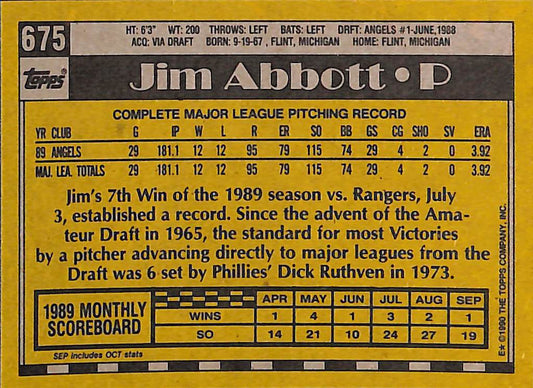 675
HT: 6'3" WT: 200 THROWS: LEFT BATS: LEFT DRFT: ANGELS #1-JUNE, 1988
ACQ: VIA DRAFT BORN: 9-19-67, FLINT, MICHIGAN HOME: FLINT, MICHIGAN
topps®
Jim Abbott • P
COMPLETE MAJOR LEAGUE PITCHING RECORD
YR CLUB G IP W L R ER SO BB GS CG SHO SV ERA
89 ANGELS 29 181.1 12 12 95 79 115 74 29 4 2 0 3.92
MAJ. LEA. TOTALS 29 181.1 12 12 95 79 115 74 29 4 2 0 3.92
Jim's 7th Win of the 1989 season vs. Rangers, July
3, established a record. Since the advent of the Ama-
teur Draft in 1965, the standard for most Victories
by a pitcher advancing directly to major leagues from the
Draft was 6 set by Phillies' Dick Ruthven in 1973.
1989 MONTHLY
SCOREBOARD
APR MAY JUN JUL AUG SEP
WINS 1 4 1 3 2 1
SO 14 21 10 24 27 19
SEP includes OCT stats
E* ©1990 THE TOPPS COMPANY, INC.